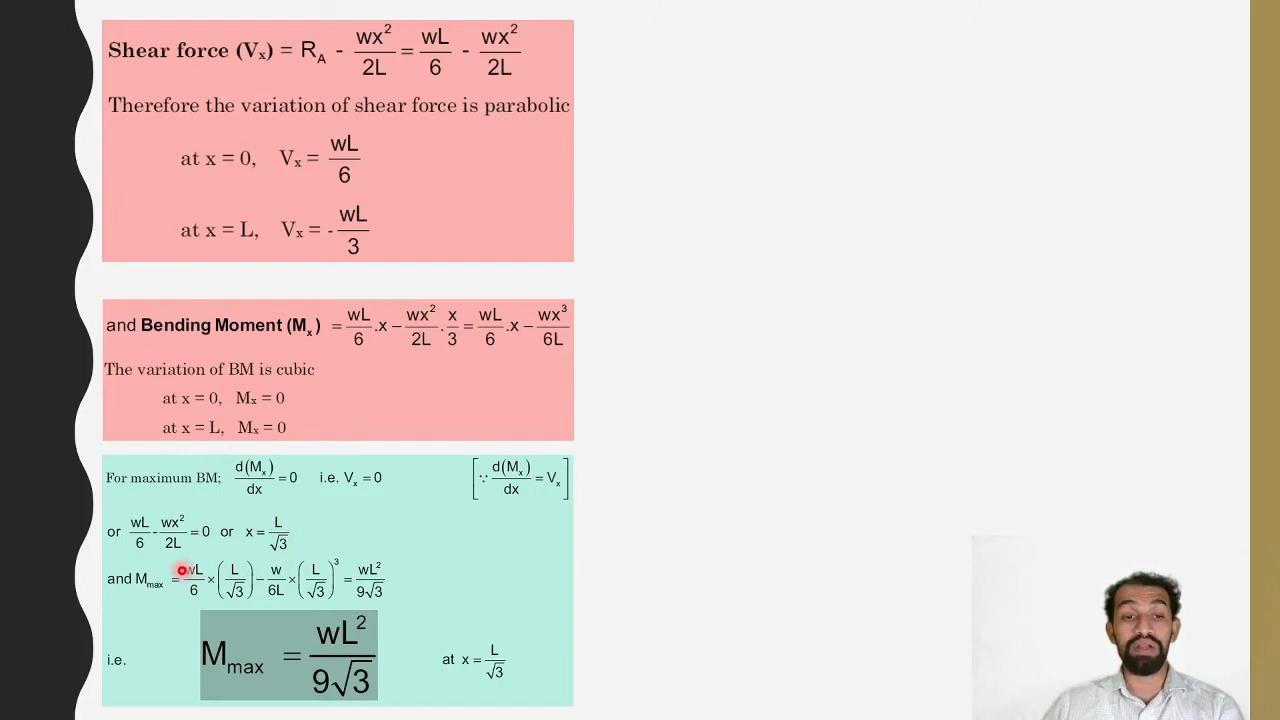 Shear force (Vₓ) = R_A - wx²/2L = wL/6 - wx²/2L
Therefore the variation of shear force is parabolic
at x = 0, Vₓ = wL/6
at x = L, Vₓ = - wL/3
and Bending Moment (Mₓ) = wL/6 .x − wx²/2L . x/3 = wL/6 .x − wx³/6L
The variation of BM is cubic
at x = 0, Mₓ = 0
at x = L, Mₓ = 0
For maximum BM; d(Mₓ)/dx = 0 i.e. Vₓ = 0 [∵ d(Mₓ)/dx = Vₓ]
or wL/6 - wx²/2L = 0 or x = L/√3
and M_max = wL/6 × (L/√3) − w/6L × (L/√3)³ = wL²/9√3
i.e. M_max = wL²/9√3 at x = L/√3